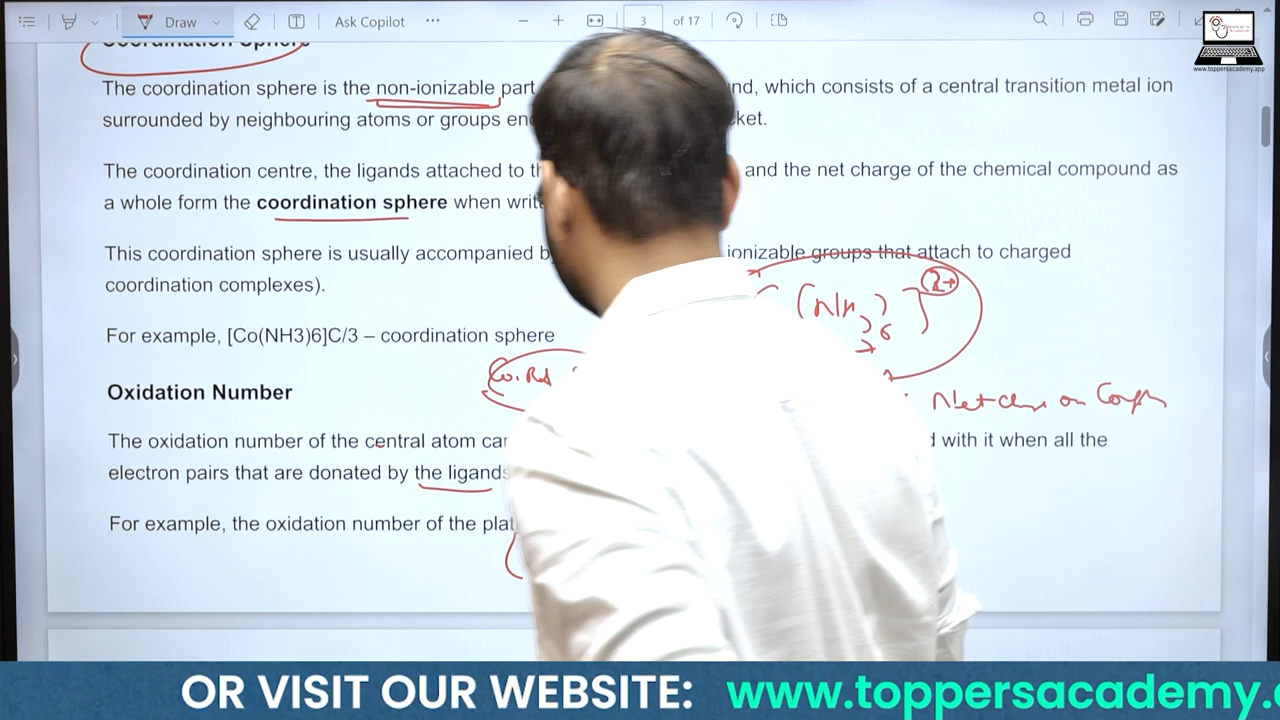 Draw
Ask Copilot
3 of 17
www.toppersacademy.app
Coordination Sphere
The coordination sphere is the non-ionizable part nd, which consists of a central transition metal ion
surrounded by neighbouring atoms or groups en ket.
The coordination centre, the ligands attached to th and the net charge of the chemical compound as
a whole form the coordination sphere when writ
This coordination sphere is usually accompanied b ionizable groups that attach to charged
coordination complexes).
(NH3)6 ] 2+
For example, [Co(NH3)6]C/3 – coordination sphere
Net on
Oxidation Number
The oxidation number of the central atom can d with it when all the
electron pairs that are donated by the ligands
For example, the oxidation number of the plat
OR VISIT OUR WEBSITE: www.toppersacademy.